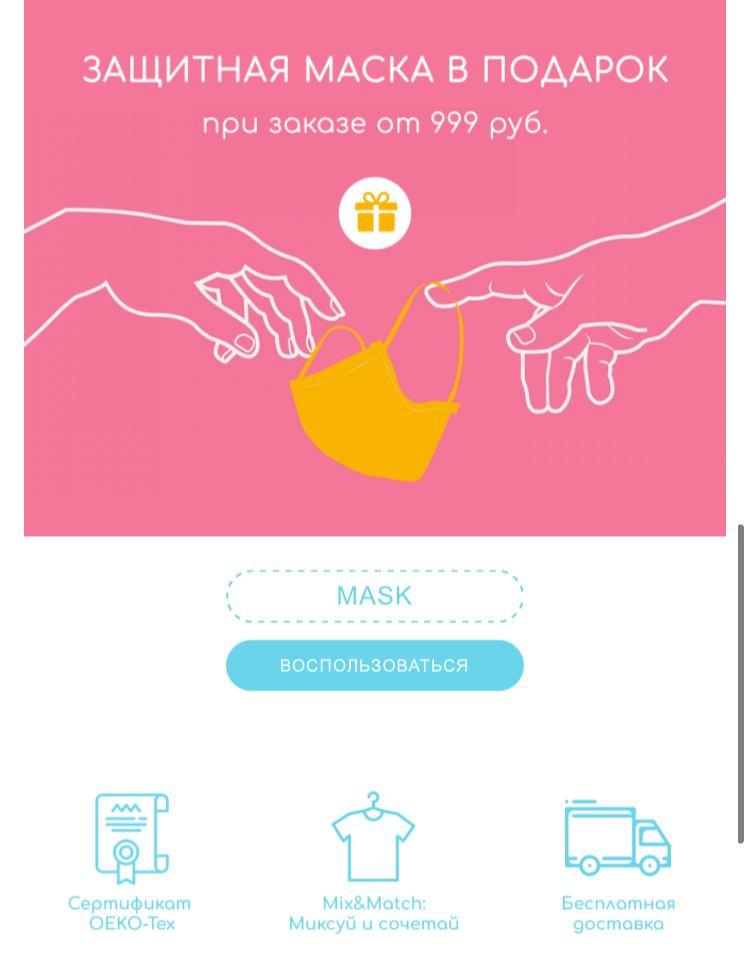 ЗАЩИТНАЯ МАСКА В ПОДАРОК
при заказе от 999 руб.
MASK
ВОСПОЛЬЗОВАТЬСЯ
Сертификат
OEKO-Tex
Mix&Match:
Миксуй и сочетай
Бесплатная
доставка